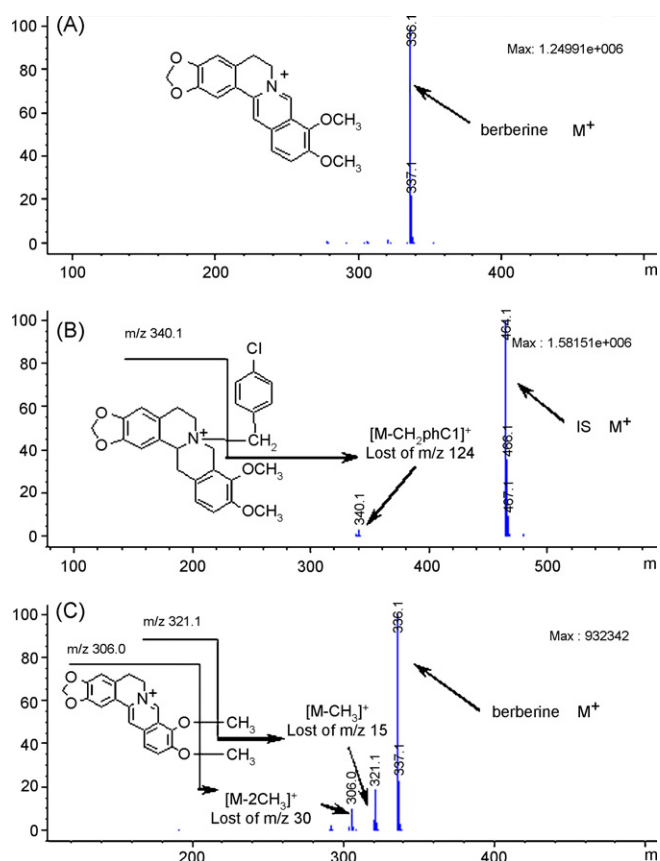 (A)
100
80
60
40
20
0
O
O
N
+
OCH3
OCH3
336.1
337.1
Max: 1.24991e+006
berberine M+
100 200 300 400 m
(B)
100
80
60
40
20
0
m/z 340.1
Cl
O
O
N
+
CH2
OCH3
OCH3
[M-CH2phC1]+
Lost of m/z 124
340.1
464.1
466.1
467.1
Max : 1.58151e+006
IS M+
100 200 300 400 500 m
(C)
100
80
60
40
20
0
m/z 321.1
m/z 306.0
O
O
N
+
O CH3
O CH3
[M-CH3]+
Lost of m/z 15
[M-2CH3]+
Lost of m/z 30
306.0
321.1
336.1
337.1
Max : 932342
berberine M+
200 400 m